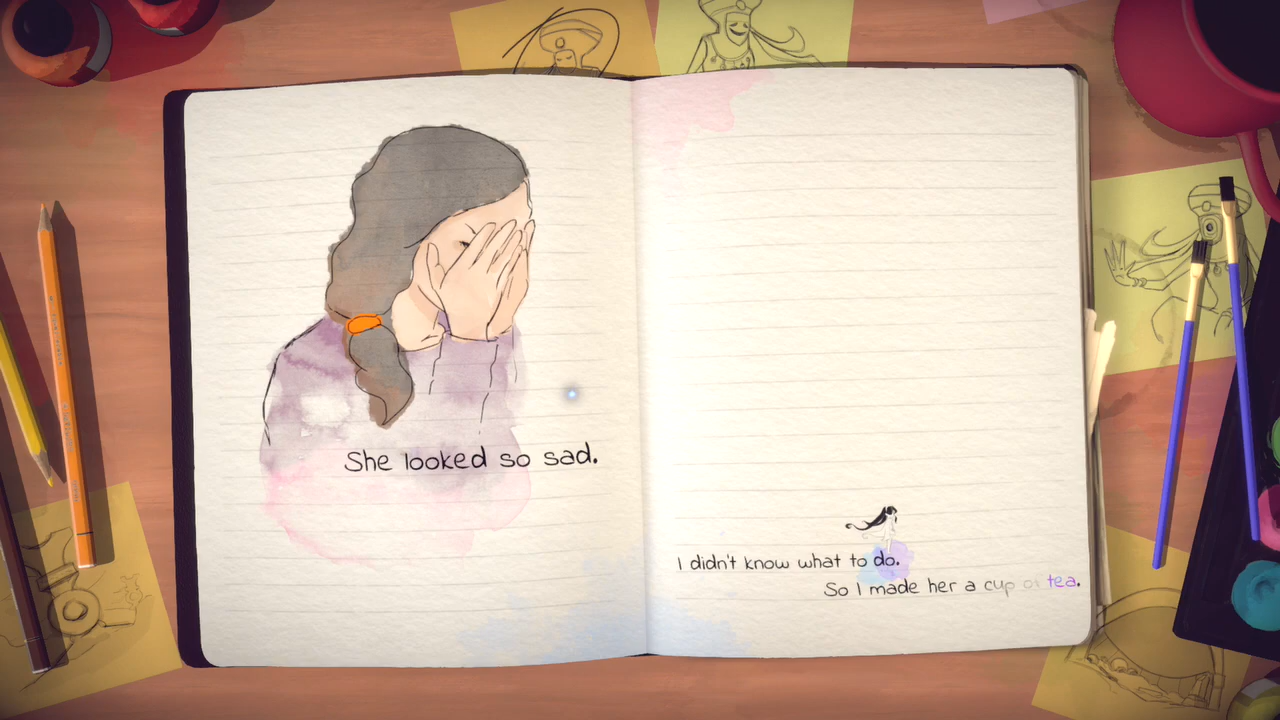 She looked so sad.
I didn't know what to do.
So I made her a cup of tea.